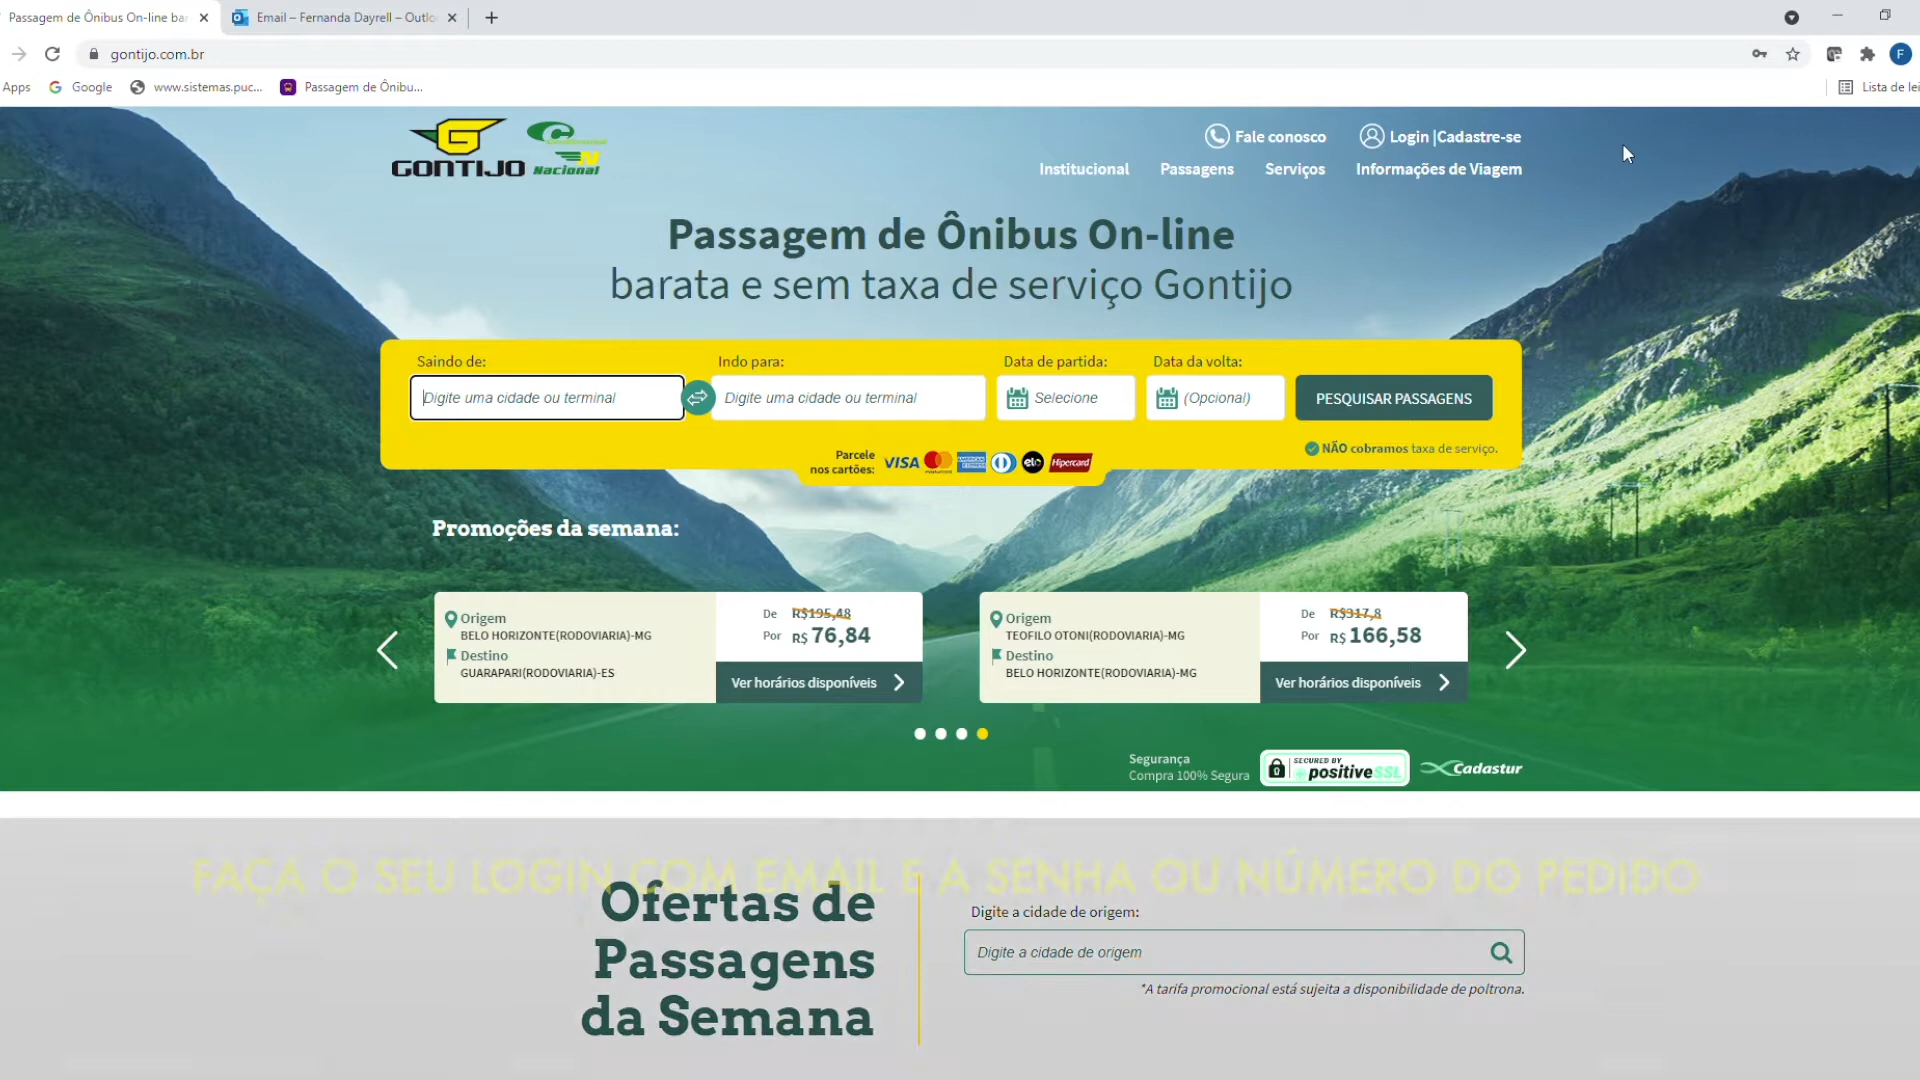 Passagem de Ônibus On-line ba
Email – Fernanda Dayrell – Outlo
gontijo.com.br
F
Apps
Google
www.sistemas.puc...
Passagem de Ônibu...
Lista de lei
GONTIJO
Nacional
Fale conosco
Login |Cadastre-se
Institucional
Passagens
Serviços
Informações de Viagem
Passagem de Ônibus On-line
barata e sem taxa de serviço Gontijo
Saindo de:
Indo para:
Data de partida:
Data da volta:
Digite uma cidade ou terminal
Digite uma cidade ou terminal
Selecione
(Opcional)
PESQUISAR PASSAGENS
NÃO cobramos taxa de serviço.
Parcele
nos cartões:
VISA
elo
Hipercard
Promoções da semana:
Origem
BELO HORIZONTE(RODOVIARIA)-MG
Destino
GUARAPARI(RODOVIARIA)-ES
De R$195,48
Por R$ 76,84
Ver horários disponíveis
Origem
TEOFILO OTONI(RODOVIARIA)-MG
Destino
BELO HORIZONTE(RODOVIARIA)-MG
De R$317,8
Por R$ 166,58
Ver horários disponíveis
Segurança
Compra 100% Segura
SECURED BY
positiveSSL
Cadastur
FAÇA O SEU LOGIN COM EMAIL E A SENHA OU NÚMERO DO PEDIDO
Ofertas de
Passagens
da Semana
Digite a cidade de origem:
Digite a cidade de origem
*A tarifa promocional está sujeita a disponibilidade de poltrona.